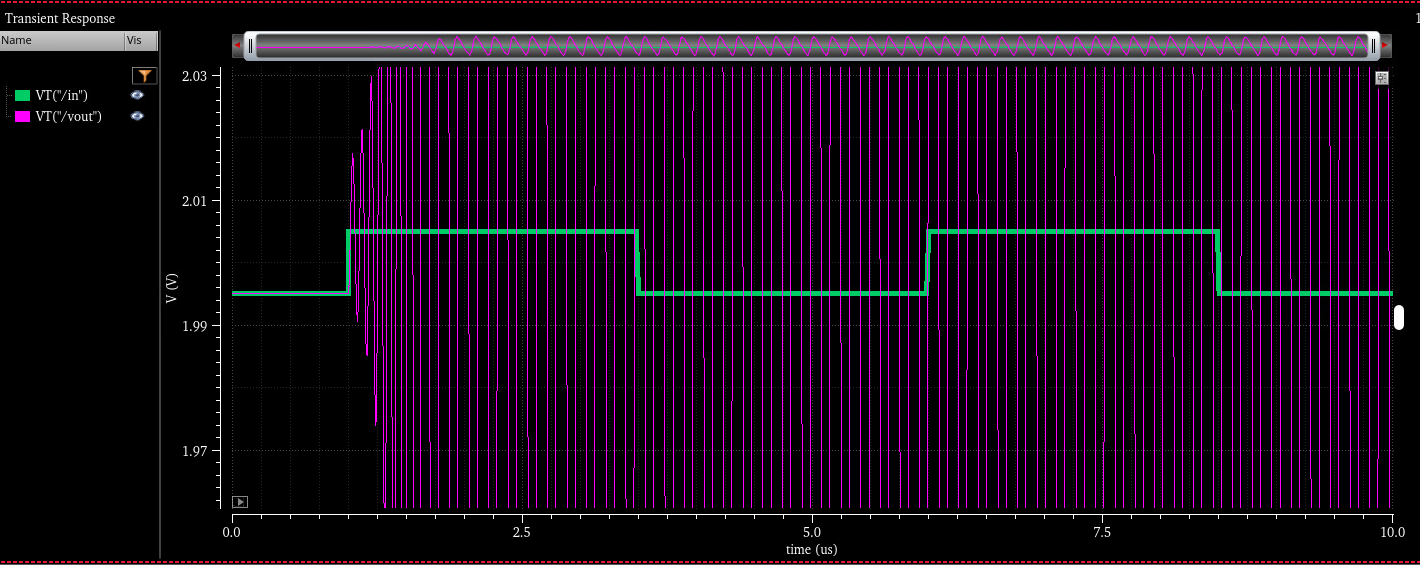 Transient Response
1
Name Vis
VT("/in")
VT("/vout")
2.03
2.01
1.99
1.97
V (V)
0.0 2.5 5.0 7.5 10.0
time (us)